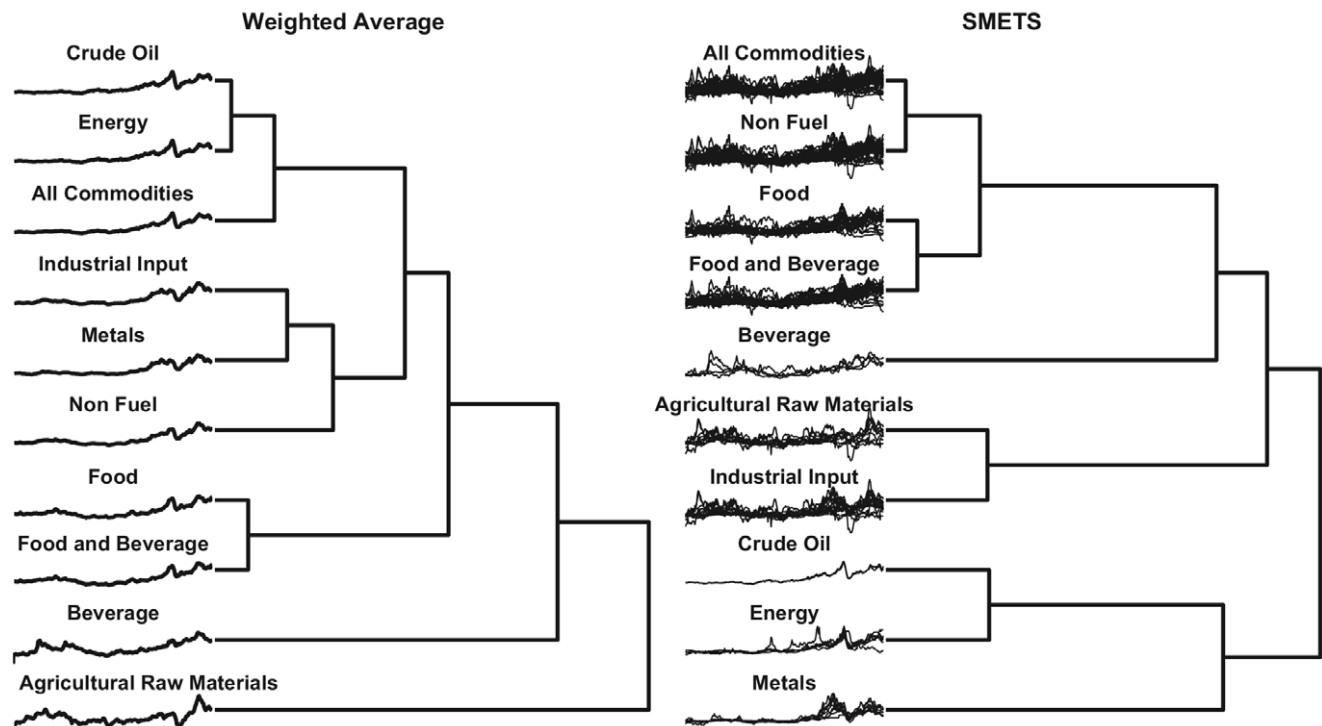 Weighted Average
Crude Oil
Energy
All Commodities
Industrial Input
Metals
Non Fuel
Food
Food and Beverage
Beverage
Agricultural Raw Materials
SMETS
All Commodities
Non Fuel
Food
Food and Beverage
Beverage
Agricultural Raw Materials
Industrial Input
Crude Oil
Energy
Metals